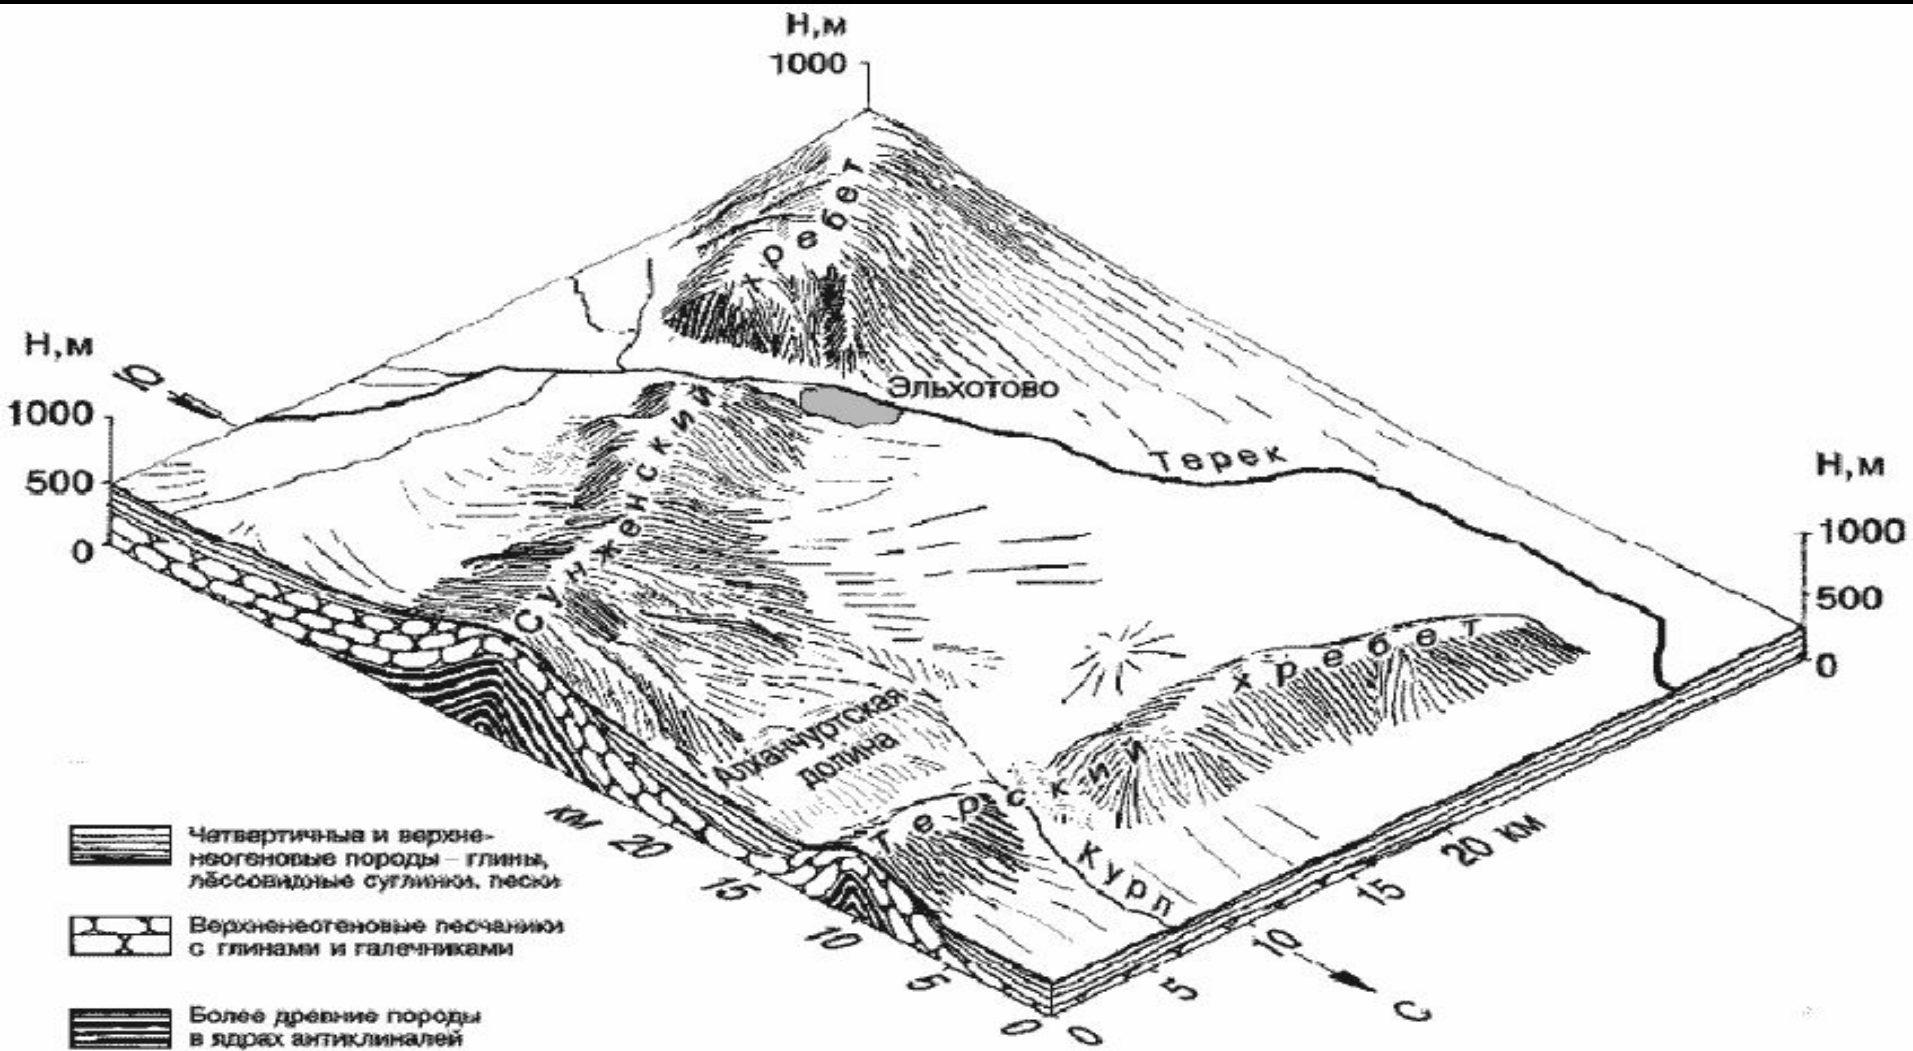 Н,м
1000
хребет
Н,м
Ю
1000
500
0
Эльхотово
Терек
Н,м
1000
500
0
Сунженский
хребет
Алханчуртская
долина
Терский
Курп
км 20 15 10 5 0
0 5 10 15 20 км
С
Четвертичные и верхне-
неогеновые породы – глины,
лёссовидные суглинки, пески
Верхненеогеновые песчаники
с глинами и галечниками
Более древние породы
в ядрах антиклиналей